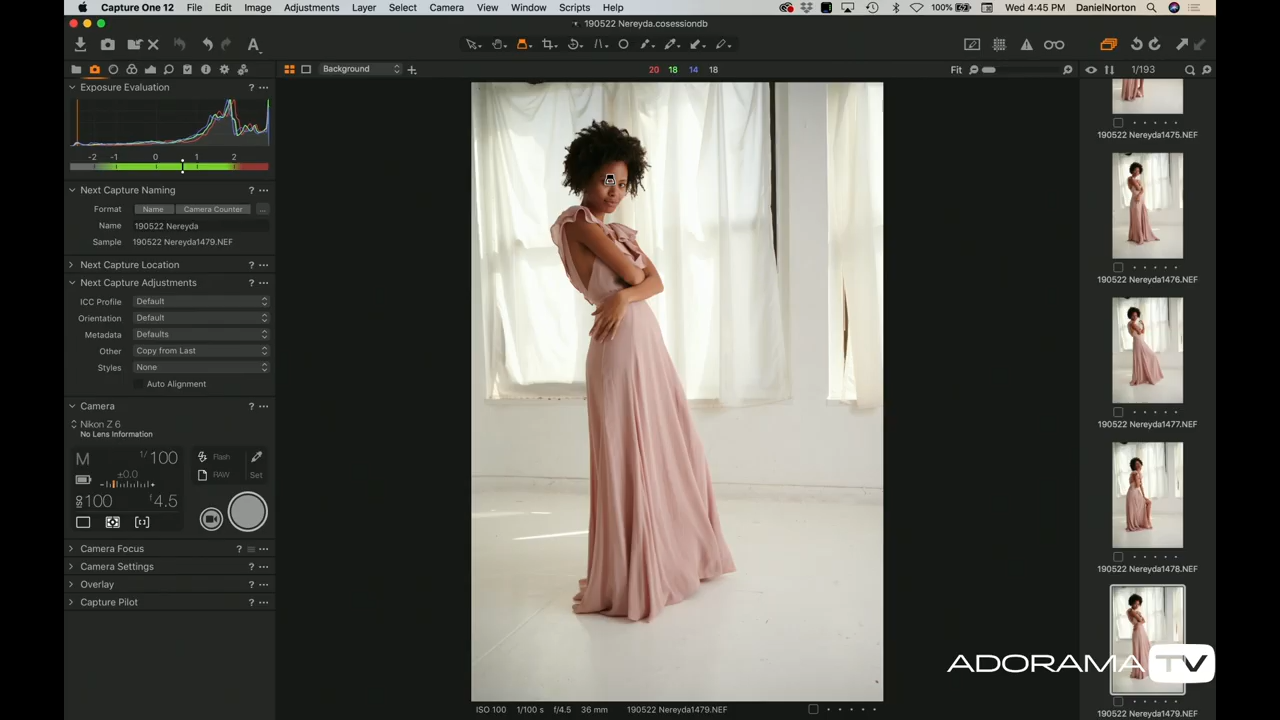 Capture One 12 File Edit Image Adjustments Layer Select Camera View Window Scripts Help 100% Wed 4:45 PM DanielNorton
190522 Nereyda.cosessiondb
Background 20 18 14 18 Fit 1/193
Exposure Evaluation ?
-2 -1 0 1 2
Next Capture Naming ?
Format Name Camera Counter ...
Name 190522 Nereyda
Sample 190522 Nereyda1479.NEF
Next Capture Location ?
Next Capture Adjustments ?
ICC Profile Default
Orientation Default
Metadata Defaults
Other Copy from Last
Styles None
Auto Alignment
Camera ?
Nikon Z 6
No Lens Information
M 1/100 Flash
±0.0
RAW Set
ISO 100 f4.5
Camera Focus ?
Camera Settings ?
Overlay ?
Capture Pilot ?
190522 Nereyda1475.NEF
190522 Nereyda1476.NEF
190522 Nereyda1477.NEF
190522 Nereyda1478.NEF
190522 Nereyda1479.NEF
ADORAMA TV
ISO 100 1/100 s f/4.5 36 mm 190522 Nereyda1479.NEF